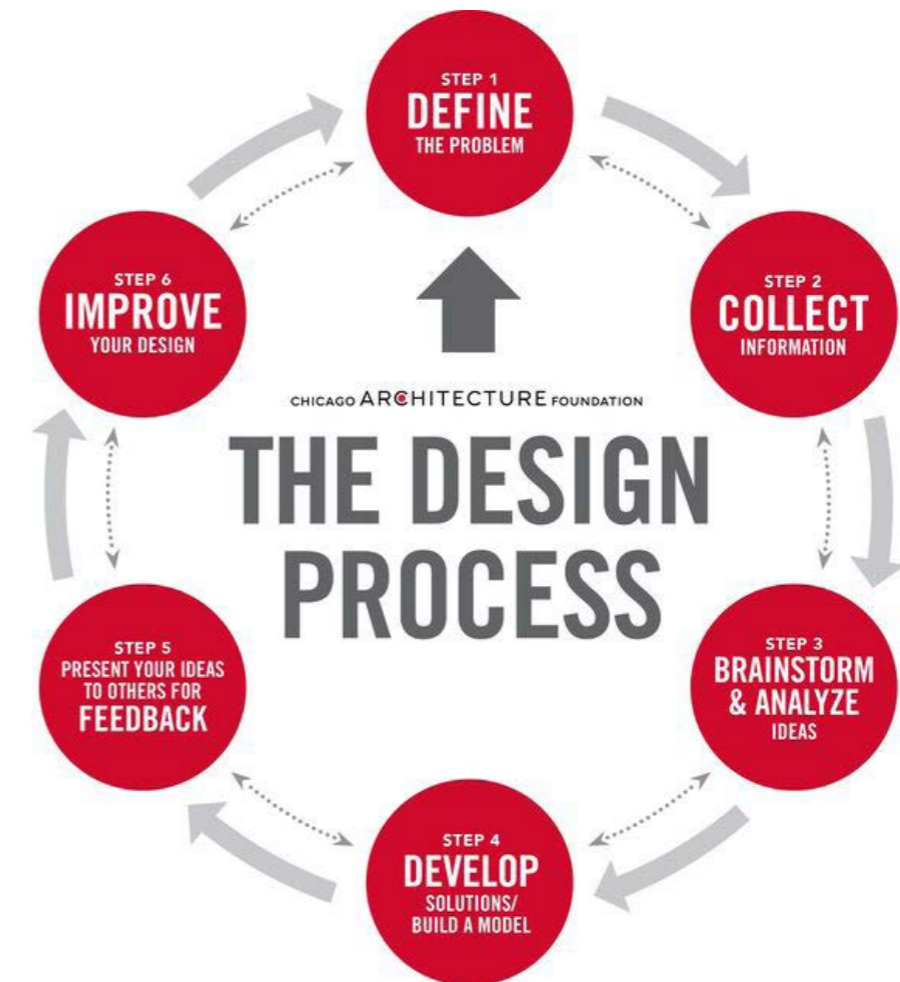 STEP 1
DEFINE
THE PROBLEM
STEP 2
COLLECT
INFORMATION
STEP 3
BRAINSTORM
& ANALYZE
IDEAS
STEP 4
DEVELOP
SOLUTIONS/
BUILD A MODEL
STEP 5
PRESENT YOUR IDEAS
TO OTHERS FOR
FEEDBACK
STEP 6
IMPROVE
YOUR DESIGN
CHICAGO ARCHITECTURE FOUNDATION
THE DESIGN
PROCESS